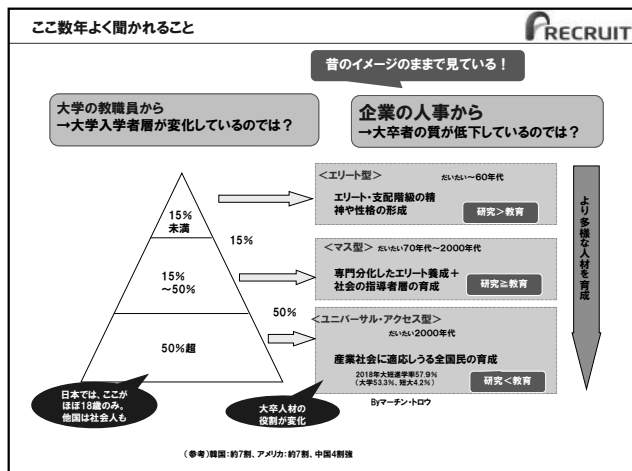 ここ数年よく聞かれること
RECRUIT
昔のイメージのままで見ている！
大学の教職員から
→大学入学者層が変化しているのでは？
企業の人事から
→大卒者の質が低下しているのでは？
15%
未満
15%
15%
～50%
50%
50%超
＜エリート型＞ だいたい～60年代
エリート・支配階級の精
神や性格の形成
研究＞教育
＜マス型＞ だいたい70年代～2000年代
専門分化したエリート養成＋
社会の指導者層の育成
研究≧教育
＜ユニバーサル・アクセス型＞
だいたい2000年代
産業社会に適応しうる全国民の育成
2018年大短進学率57.9%
（大学53.3%、短大4.2%）
研究＜教育
Byマーチン・トロウ
より多様な人材を育成
日本では、ここが
ほぼ18歳のみ。
他国は社会人も
大卒人材の
役割が変化
（参考）韓国：約7割、アメリカ：約7割、中国4割強